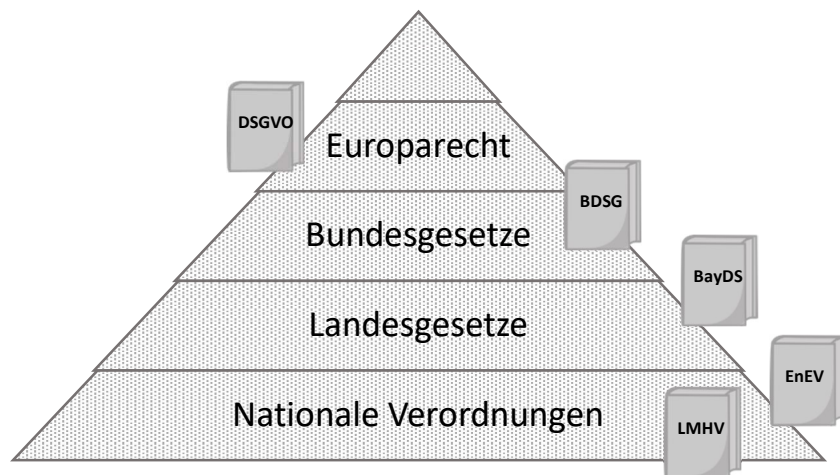 DSGVO
Europarecht
BDSG
Bundesgesetze
BayDS
Landesgesetze
EnEV
Nationale Verordnungen
LMHV